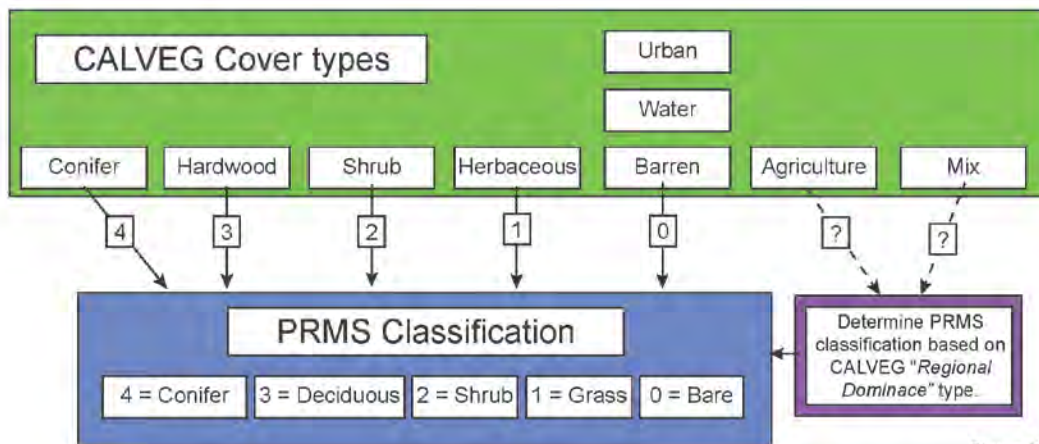 CALVEG Cover types
Urban
Water
Conifer
Hardwood
Shrub
Herbaceous
Barren
Agriculture
Mix
4
3
2
1
0
?
?
PRMS Classification
4 = Conifer
3 = Deciduous
2 = Shrub
1 = Grass
0 = Bare
Determine PRMS
classification based on
CALVEG "Regional
Dominace" type.